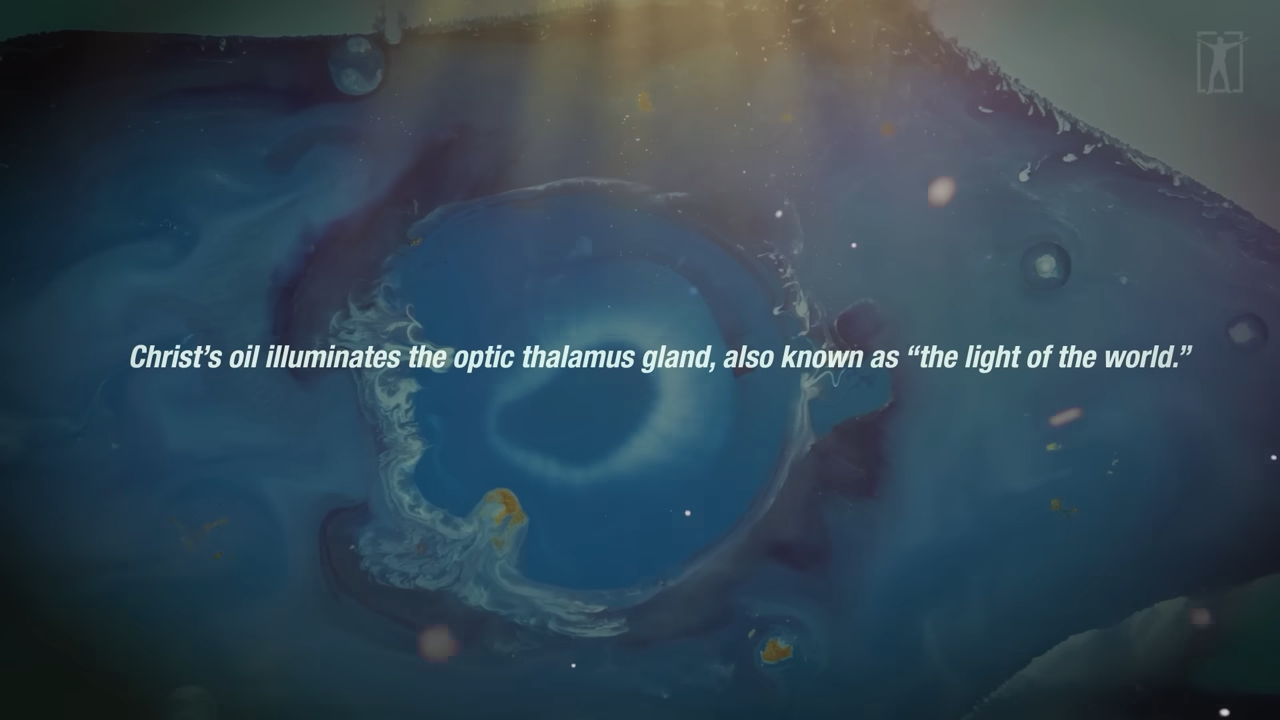 Christ’s oil illuminates the optic thalamus gland, also known as “the light of the world.”